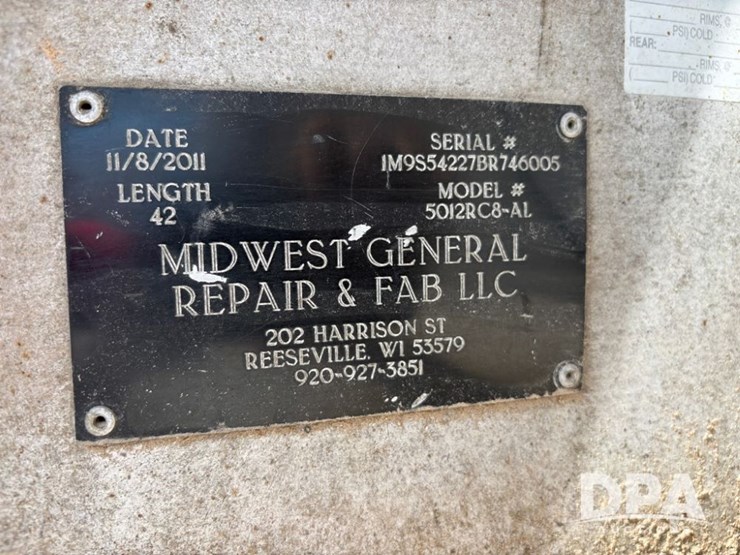 DATE
11/8/2011
LENGTH
42
SERIAL #
1M9S54227BR746005
MODEL #
5012RC8-AL
MIDWEST GENERAL
REPAIR & FAB LLC
202 HARRISON ST
REESEVILLE, WI 53579
920-927-3851
RIMS,
PSI) COLD
REAR:
RIMS,
PSI) COLD
DPA